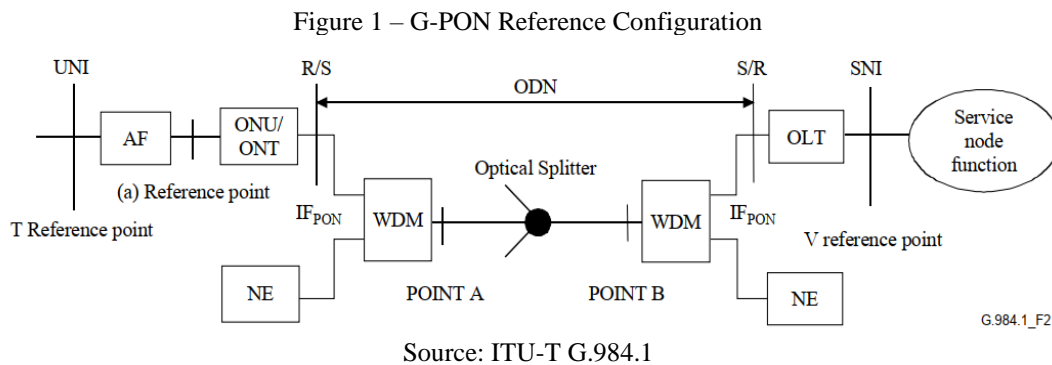 Figure 1 – G-PON Reference Configuration
UNI
R/S
ODN
S/R
SNI
AF
ONU/
ONT
OLT
Service
node
function
(a) Reference point
Optical Splitter
T Reference point
IFPON
WDM
WDM
IFPON
V reference point
NE
POINT A
POINT B
NE
G.984.1_F2
Source: ITU-T G.984.1